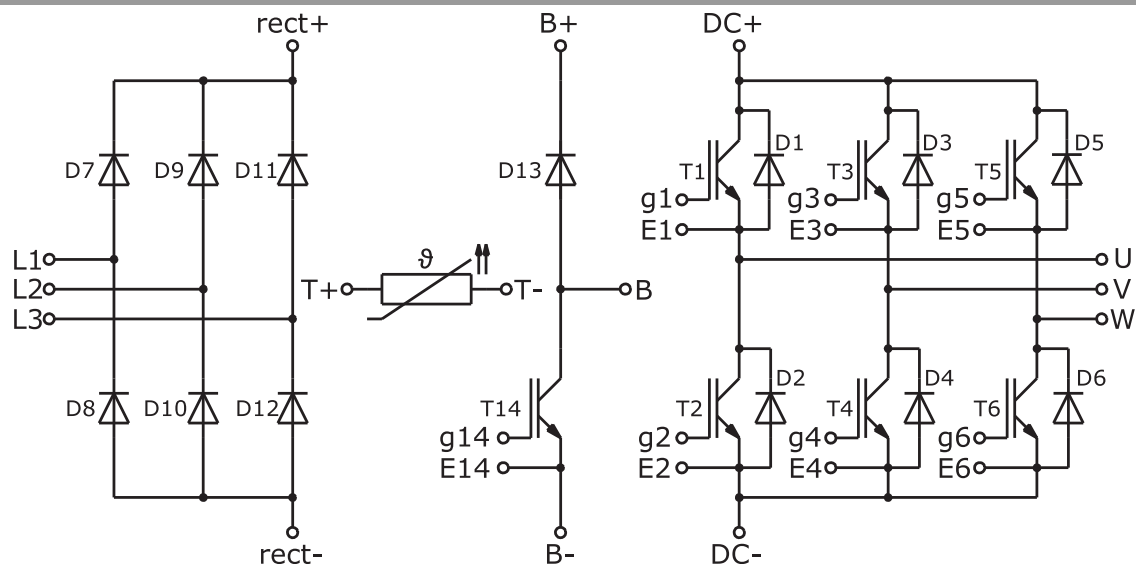 rect+ B+ DC+
D7 D9 D11 D13 T1 D1 T3 D3 T5 D5
g1 g3 g5
E1 E3 E5
L1 ϑ U
L2 T+ T- B V
L3 W
D8 D10 D12 T14 T2 D2 T4 D4 T6 D6
g14 g2 g4 g6
E14 E2 E4 E6
rect- B- DC-